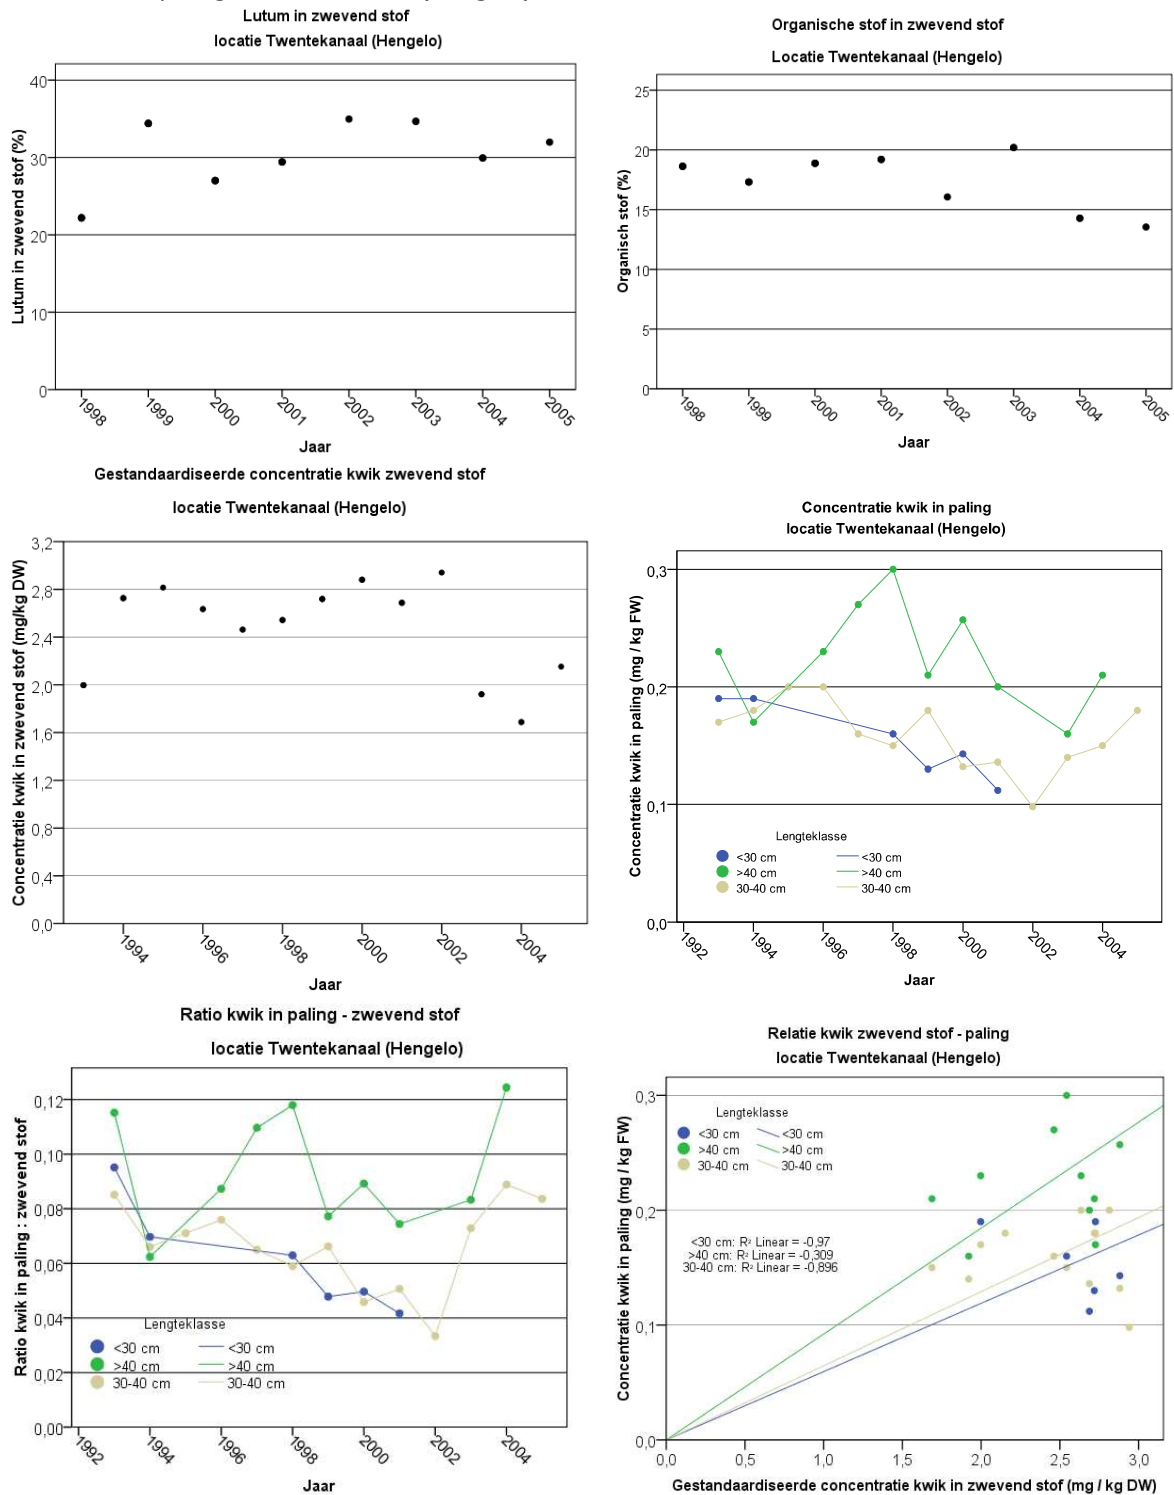 Lutum in zwevend stof
locatie Twentekanaal (Hengelo)
40
30
20
10
0
Lutum in zwevend stof (%)
1998
1999
2000
2001
2002
2003
2004
2005
Jaar
Organische stof in zwevend stof
Locatie Twentekanaal (Hengelo)
25
20
15
10
5
0
Organisch stof (%)
1998
1999
2000
2001
2002
2003
2004
2005
Jaar
Gestandaardiseerde concentratie kwik zwevend stof
locatie Twentekanaal (Hengelo)
3,2
2,8
2,4
2,0
1,6
1,2
0,8
0,4
0,0
Concentratie kwik in zwevend stof (mg/kg DW)
1994
1996
1998
2000
2002
2004
Jaar
Concentratie kwik in paling
locatie Twentekanaal (Hengelo)
0,3
0,2
0,1
0,0
Concentratie kwik in paling (mg / kg FW)
Lengteklasse
<30 cm <30 cm
>40 cm >40 cm
30-40 cm 30-40 cm
1992
1994
1996
1998
2000
2002
2004
Jaar
Ratio kwik in paling - zwevend stof
locatie Twentekanaal (Hengelo)
0,12
0,10
0,08
0,06
0,04
0,02
0,00
Ratio kwik in paling : zwevend stof
Lengteklasse
<30 cm <30 cm
>40 cm >40 cm
30-40 cm 30-40 cm
1992
1994
1996
1998
2000
2002
2004
Jaar
Relatie kwik zwevend stof - paling
locatie Twentekanaal (Hengelo)
0,3
0,2
0,1
0,0
Concentratie kwik in paling (mg / kg FW)
Lengteklasse
<30 cm <30 cm
>40 cm >40 cm
30-40 cm 30-40 cm
<30 cm: R² Linear = -0,97
>40 cm: R² Linear = -0,309
30-40 cm: R² Linear = -0,896
0,0
0,5
1,0
1,5
2,0
2,5
3,0
Gestandaardiseerde concentratie kwik in zwevend stof (mg / kg DW)